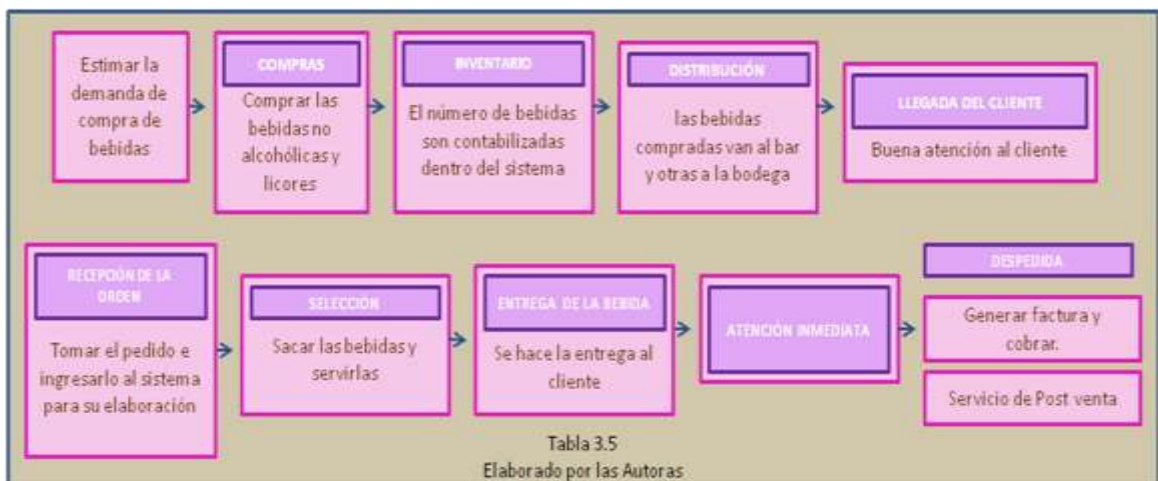 Estimar la
demanda de
compra de
bebidas
COMPRAS
Comprar las
bebidas no
alcohólicas y
licores
INVENTARIO
El número de bebidas
son contabilizadas
dentro del sistema
DISTRIBUCIÓN
las bebidas
compradas van al bar
y otras a la bodega
LLEGADA DEL CLIENTE
Buena atención al cliente
RECEPCIÓN DE LA
ORDEN
Tomar el pedido e
ingresarlo al sistema
para su elaboración
SELECCIÓN
Sacar las bebidas y
servirlas
ENTREGA DE LA BEBIDA
Se hace la entrega al
cliente
ATENCIÓN INMEDIATA
DESPEDIDA
Generar factura y
cobrar.
Servicio de Post venta
Tabla 3.5
Elaborado por las Autoras